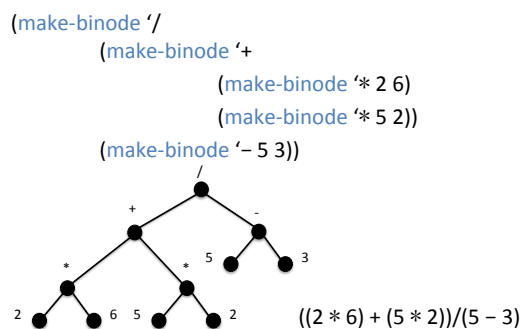 (make-binode ‘/
(make-binode ‘+
(make-binode ‘* 2 6)
(make-binode ‘* 5 2))
(make-binode ‘− 5 3))
/
+ -
* * 5 3
2 6 5 2 ((2 * 6) + (5 * 2))/(5 − 3)